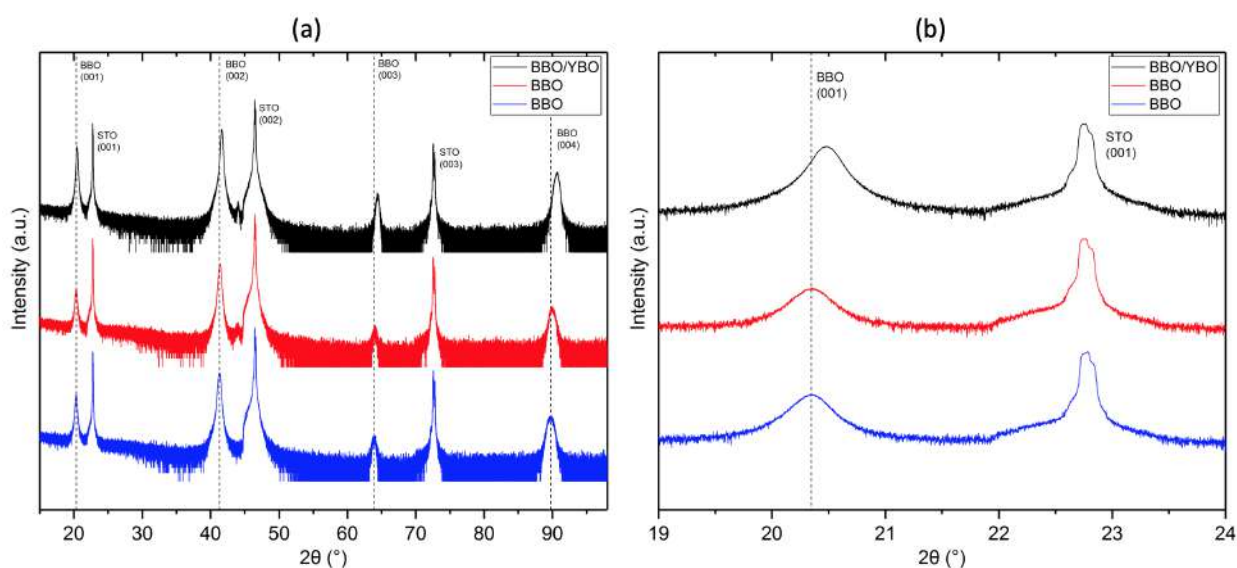 (a)
BBO/YBO
BBO
BBO
BBO
(001)
STO
(001)
BBO
(002)
STO
(002)
BBO
(003)
STO
(003)
BBO
(004)
Intensity (a.u.)
20 30 40 50 60 70 80 90
2θ (°)
(b)
BBO/YBO
BBO
BBO
BBO
(001)
STO
(001)
Intensity (a.u.)
19 20 21 22 23 24
2θ (°)